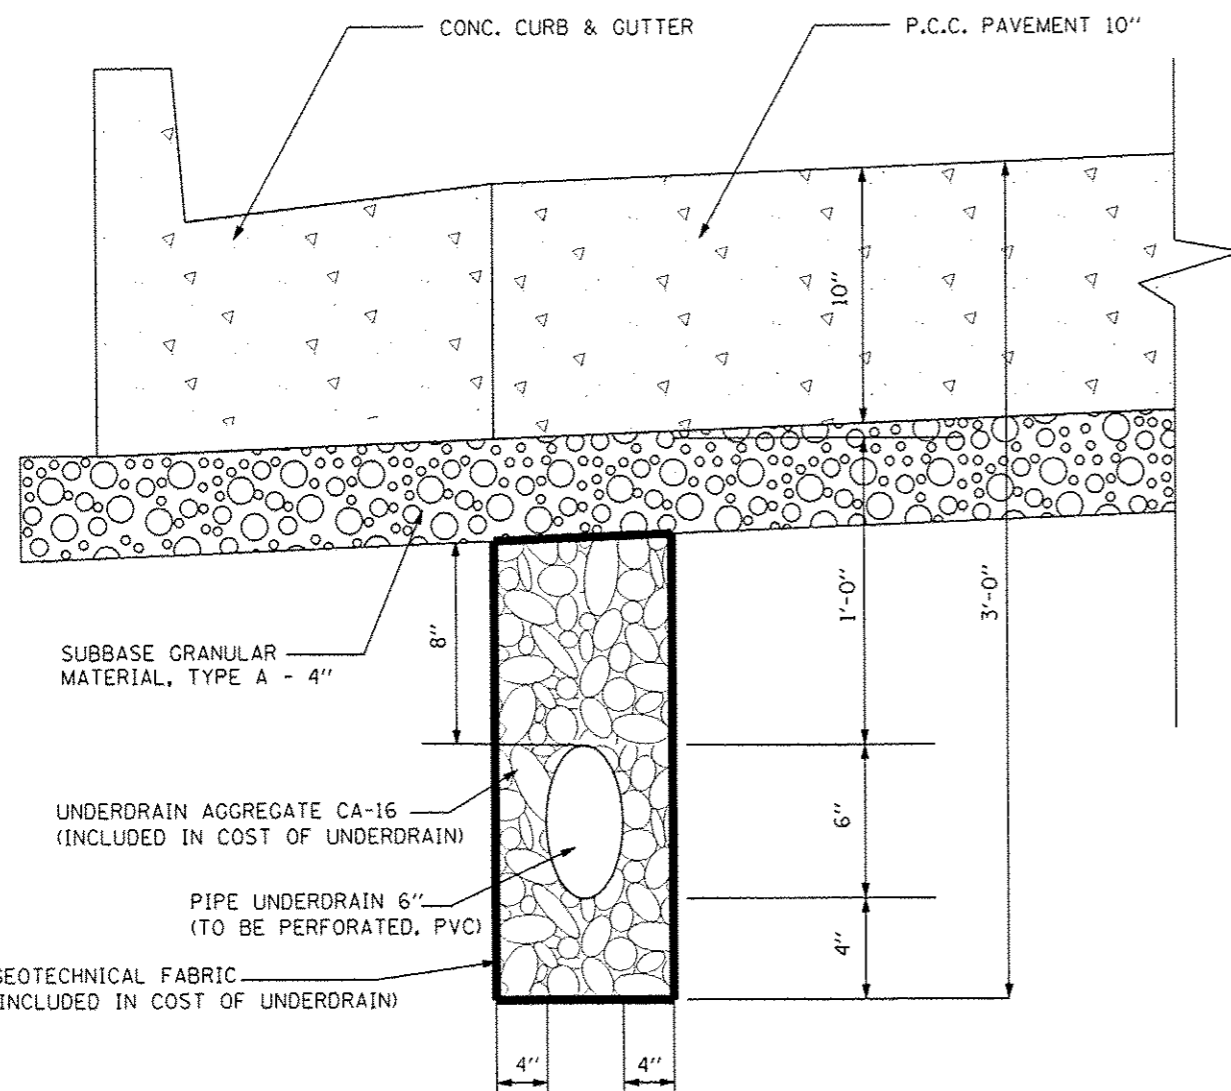 CONC. CURB & GUTTER
P.C.C. PAVEMENT 10"
10"
SUBBASE GRANULAR
MATERIAL, TYPE A - 4"
8"
1'-0"
3'-0"
UNDERDRAIN AGGREGATE CA-16
(INCLUDED IN COST OF UNDERDRAIN)
6"
PIPE UNDERDRAIN 6"
(TO BE PERFORATED, PVC)
4"
GEOTECHNICAL FABRIC
(INCLUDED IN COST OF UNDERDRAIN)
4"
4"